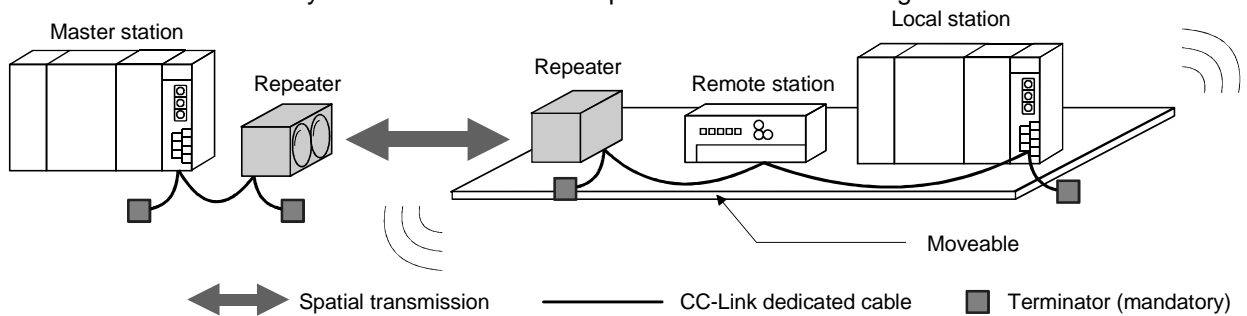 Master station
Local station
Repeater
Repeater
Remote station
Moveable
Spatial transmission
CC-Link dedicated cable
Terminator (mandatory)